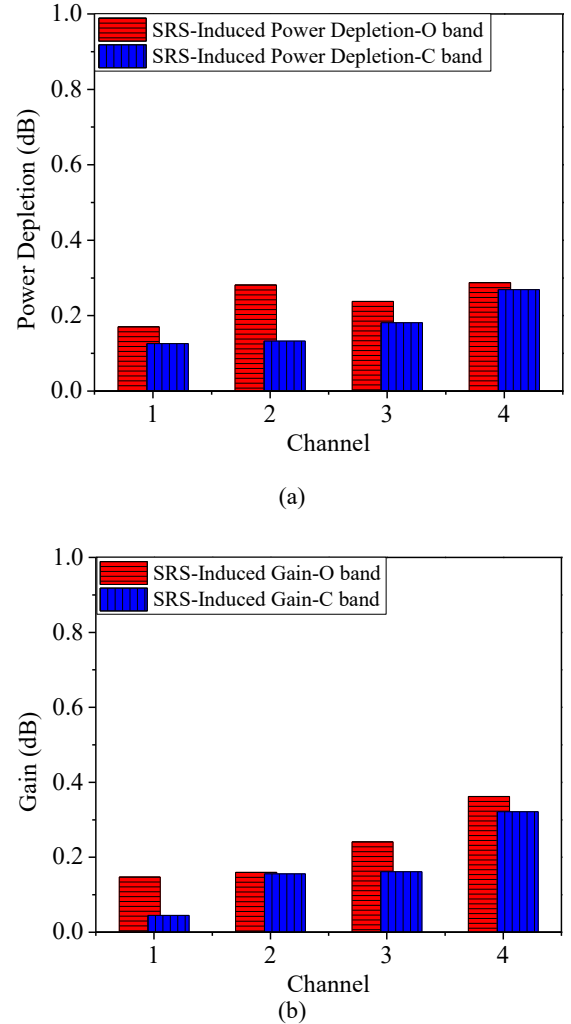 1.0
SRS-Induced Power Depletion-O band
SRS-Induced Power Depletion-C band
0.8
0.6
0.4
0.2
0.0
Power Depletion (dB)
1 2 3 4
Channel
(a)
1.0
SRS-Induced Gain-O band
SRS-Induced Gain-C band
0.8
0.6
0.4
0.2
0.0
Gain (dB)
1 2 3 4
Channel
(b)